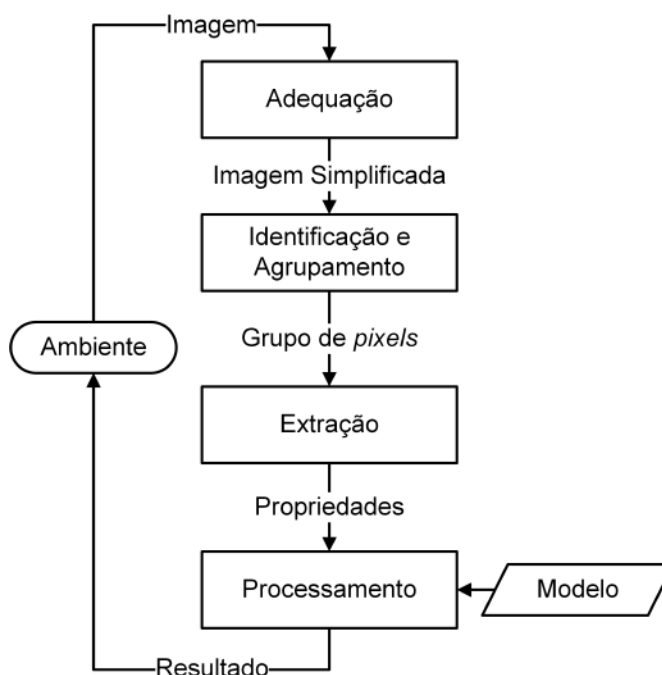 Imagem
Adequação
Imagem Simplificada
Identificação e
Agrupamento
Ambiente
Grupo de pixels
Extração
Propriedades
Processamento
Modelo
Resultado